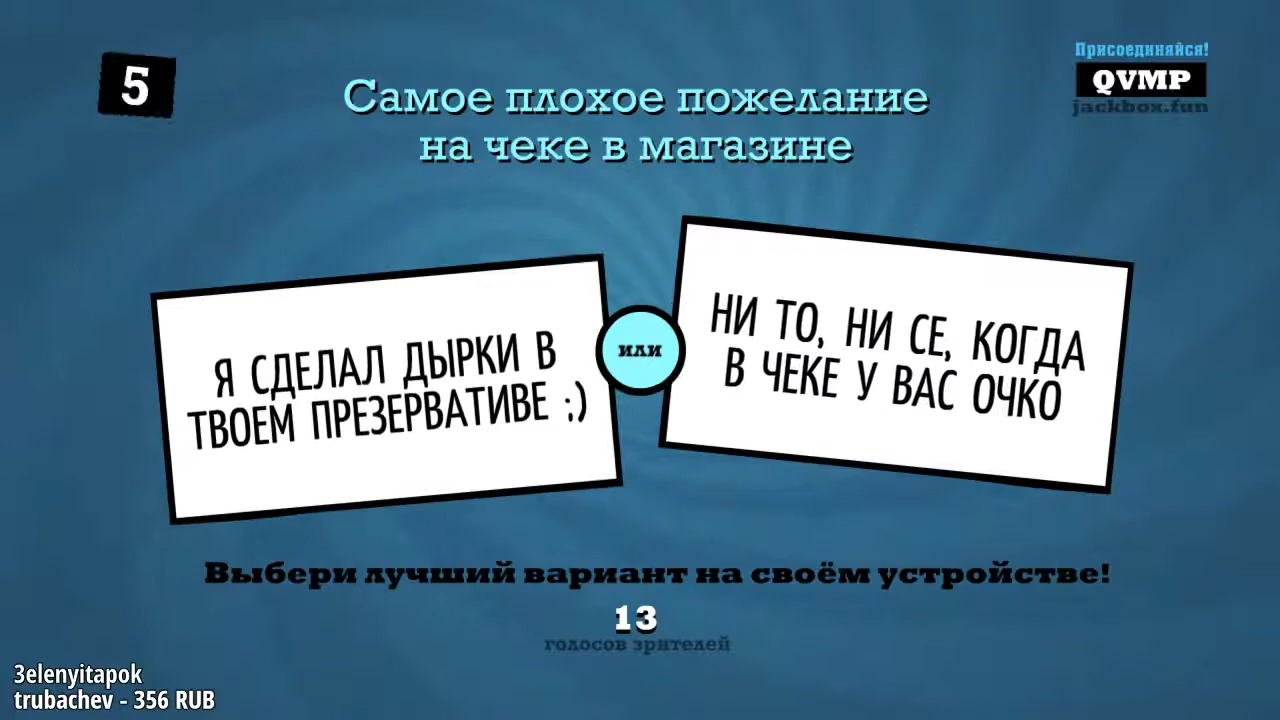 5
Присоединяйся!
QVMP
jackbox.fun
Самое плохое пожелание
на чеке в магазине
Я СДЕЛАЛ ДЫРКИ В
ТВОЕМ ПРЕЗЕРВАТИВЕ ;)
или
НИ ТО, НИ СЕ, КОГДА
В ЧЕКЕ У ВАС ОЧКО
Выбери лучший вариант на своём устройстве!
13
голосов зрителей
3elenyitapok
trubachev - 356 RUB